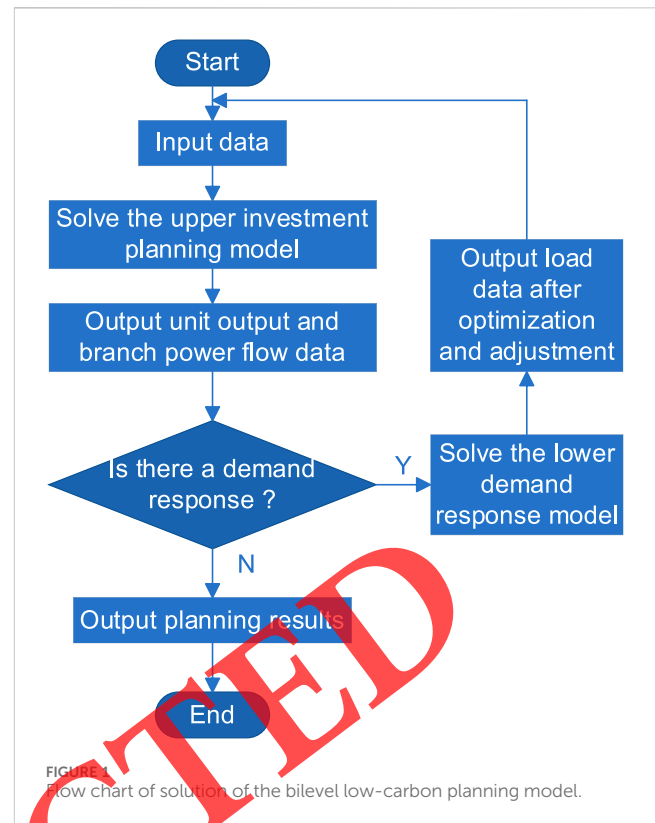 Start
Input data
Solve the upper investment
planning model
Output unit output and
branch power flow data
Is there a demand
response ?
Y
N
Solve the lower
demand
response model
Output load
data after
optimization
and adjustment
Output planning results
End
CTED
FIGURE 1
Flow chart of solution of the bilevel low-carbon planning model.